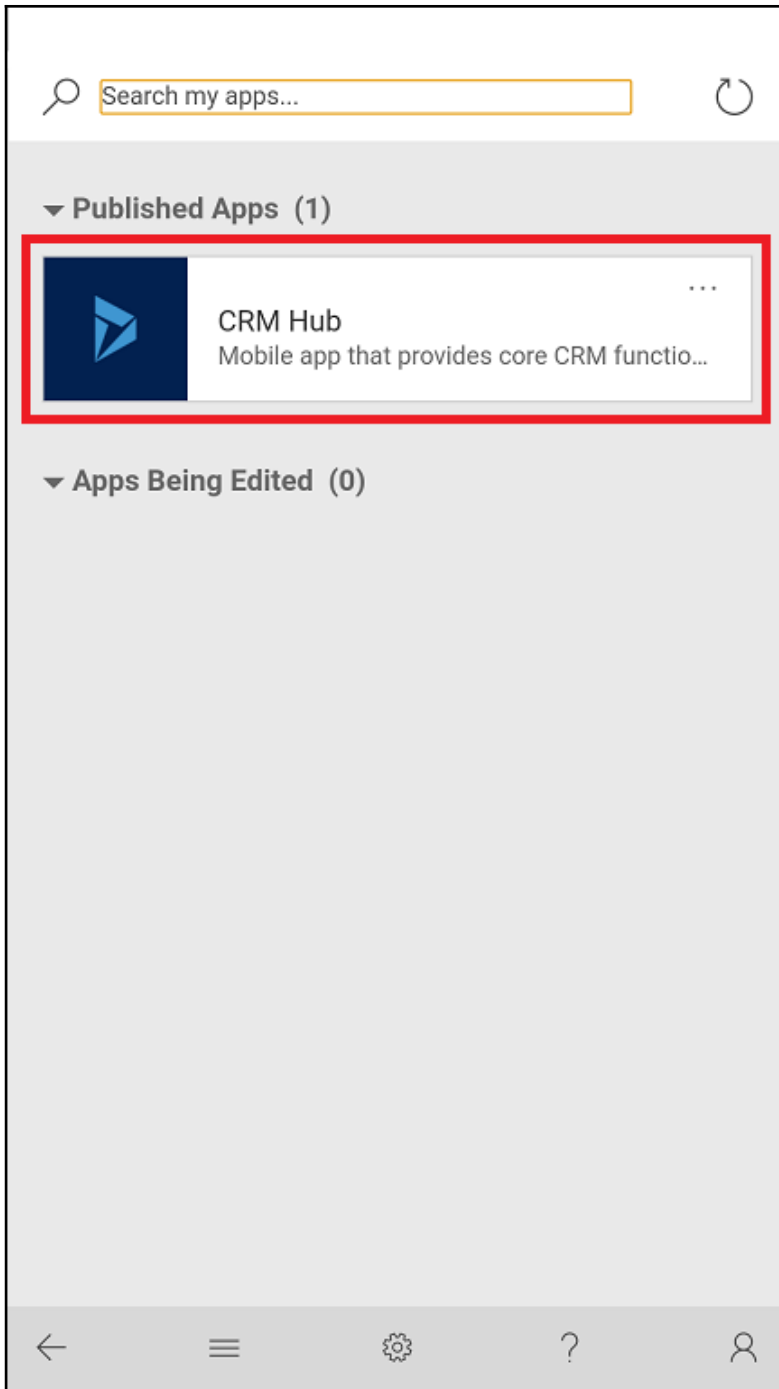 Search my apps...
Published Apps (1)
...
CRM Hub
Mobile app that provides core CRM functio...
Apps Being Edited (0)
?